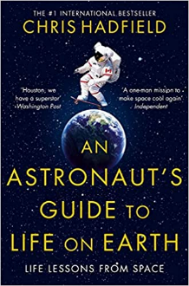 THE #1 INTERNATIONAL BESTSELLER
CHRIS HADFIELD
'Houston, we
have a superstar'
Washington Post
'A one-man mission to
make space cool again'
Independent
AN
ASTRONAUT'S
GUIDE TO
LIFE ON EARTH
LIFE LESSONS FROM SPACE